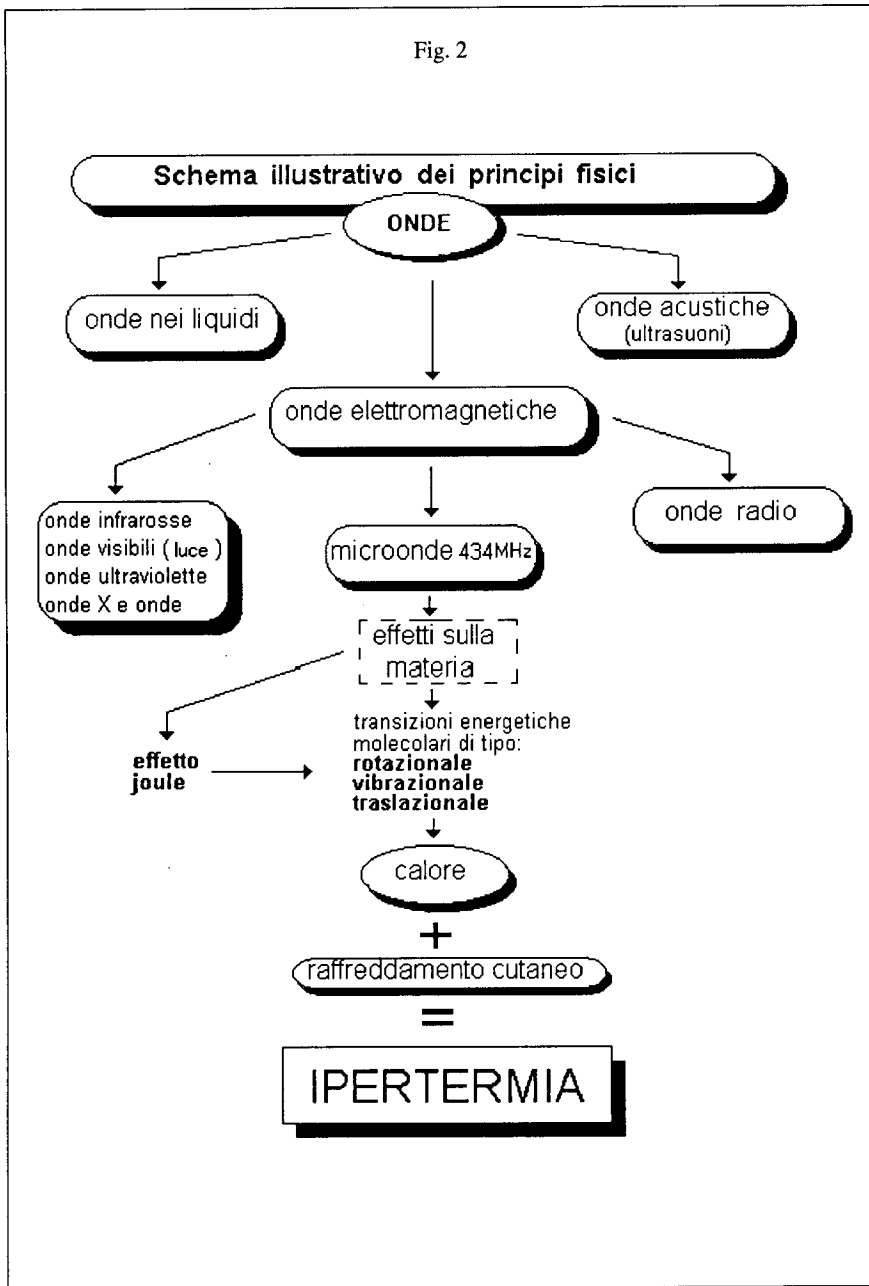 Fig. 2
Schema illustrativo dei principi fisici
ONDE
onde nei liquidi
onde acustiche
(ultrasuoni)
onde elettromagnetiche
onde infrarosse
onde visibili (luce)
onde ultraviolette
onde X e onde
microonde 434MHz
onde radio
effetti sulla
materia
effetto
joule
transizioni energetiche
molecolari di tipo:
rotazionale
vibrazionale
traslazionale
calore
+
raffreddamento cutaneo
=
IPERTERMIA